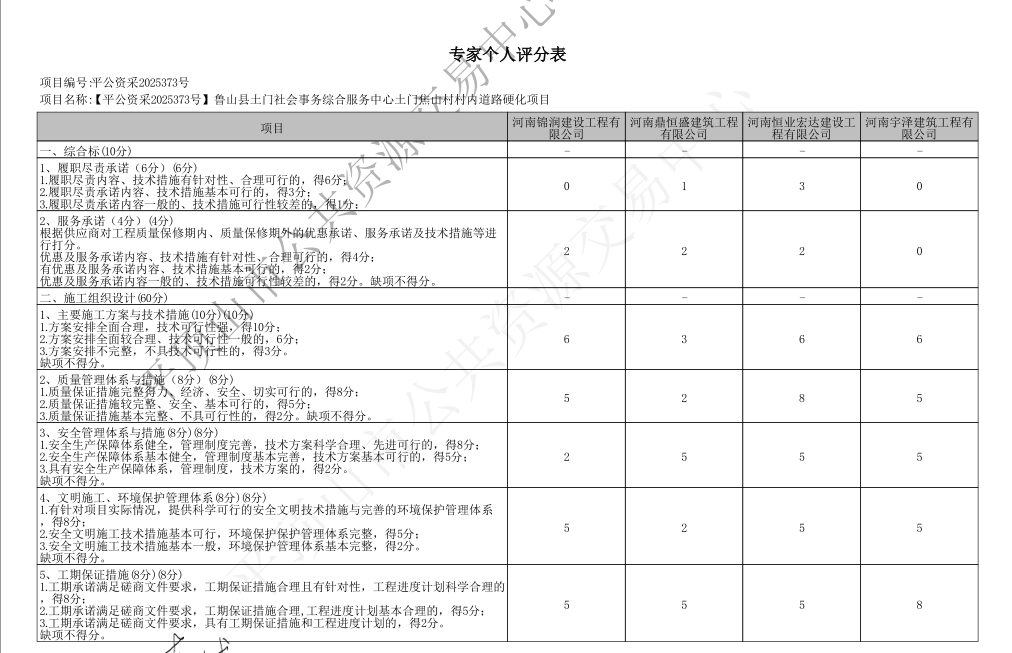 专家个人评分表
项目编号:平公资采2025373号
项目名称:【平公资采2025373号】鲁山县土门社会事务综合服务中心土门焦山村村内道路硬化项目
项目 河南锦润建设工程有限公司 河南鼎恒盛建筑工程有限公司 河南恒业宏达建设工程有限公司 河南宇泽建筑工程有限公司
一、综合标(10分) - - - -
1、履职尽责承诺（6分）(6分)
1.履职尽责内容、技术措施有针对性、合理可行的，得6分；
2.履职尽责承诺内容、技术措施基本可行的，得3分；
3.履职尽责承诺内容一般的、技术措施可行性较差的，得1分；
0 1 3 0
2、服务承诺（4分）(4分)
根据供应商对工程质量保修期内、质量保修期外的优惠承诺、服务承诺及技术措施等进
行打分。
优惠及服务承诺内容、技术措施有针对性、合理可行的，得4分；
有优惠及服务承诺内容、技术措施基本可行的，得2分；
优惠及服务承诺内容一般的、技术措施可行性较差的，得2分。缺项不得分。
2 2 2 0
二、施工组织设计(60分) - - - -
1、主要施工方案与技术措施(10分)(10分)
1.方案安排全面合理，技术可行性强，得10分；
2.方案安排全面较合理、技术可行性一般的，6分；
3.方案安排不完整，不具技术可行性的，得3分。
缺项不得分。
6 3 6 6
2、质量管理体系与措施（8分）(8分)
1.质量保证措施完整得力、经济、安全、切实可行的，得8分；
2.质量保证措施较完整、安全、基本可行的，得5分；
3.质量保证措施基本完整、不具可行性的，得2分。缺项不得分。
5 2 8 5
3、安全管理体系与措施(8分)(8分)
1.安全生产保障体系健全，管理制度完善，技术方案科学合理、先进可行的，得8分；
2.安全生产保障体系基本健全，管理制度基本完善，技术方案基本可行的，得5分；
3.具有安全生产保障体系，管理制度，技术方案的，得2分。
缺项不得分。
2 5 5 5
4、文明施工、环境保护管理体系(8分)(8分)
1.有针对项目实际情况，提供科学可行的安全文明技术措施与完善的环境保护管理体系
，得8分；
2.安全文明施工技术措施基本可行，环境保护保护管理体系完整，得5分；
3.安全文明施工技术措施基本一般，环境保护管理体系基本完整，得2分。
缺项不得分。
5 2 5 5
5、工期保证措施(8分)(8分)
1.工期承诺满足磋商文件要求，工期保证措施合理且有针对性，工程进度计划科学合理的
，得8分；
2.工期承诺满足磋商文件要求，工期保证措施合理,工程进度计划基本合理的，得5分；
3.工期承诺满足磋商文件要求，具有工期保证措施和工程进度计划的，得2分。
缺项不得分。
5 5 5 8
平顶山市公共资源交易中心
平顶山市公共资源交易中心